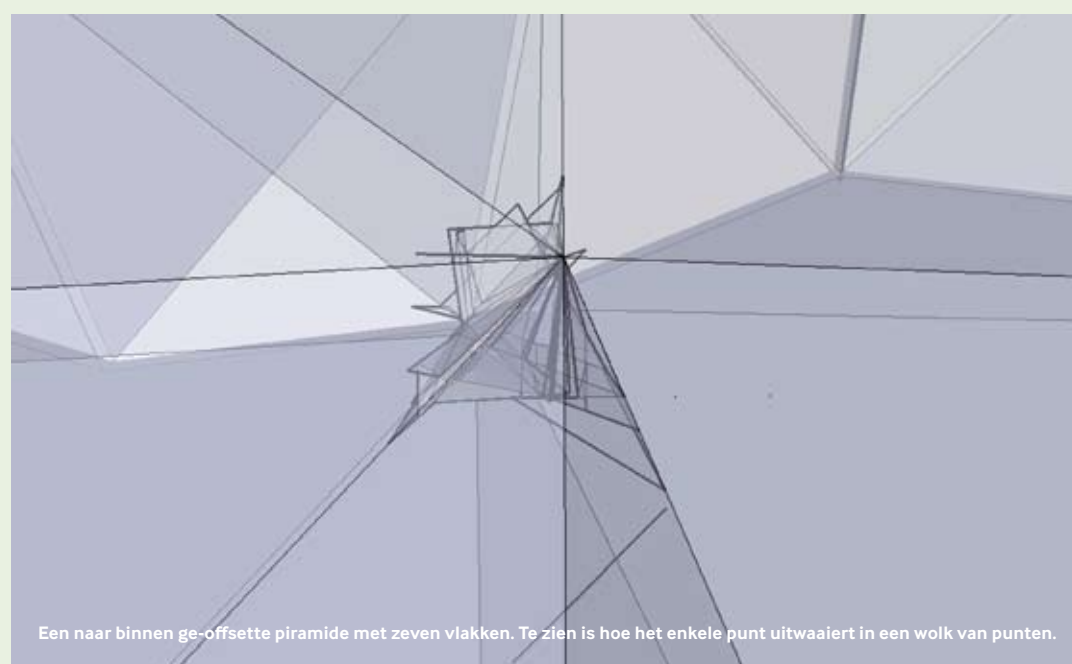 Een naar binnen ge-offsette piramide met zeven vlakken. Te zien is hoe het enkele punt uitwaaiert in een wolk van punten.